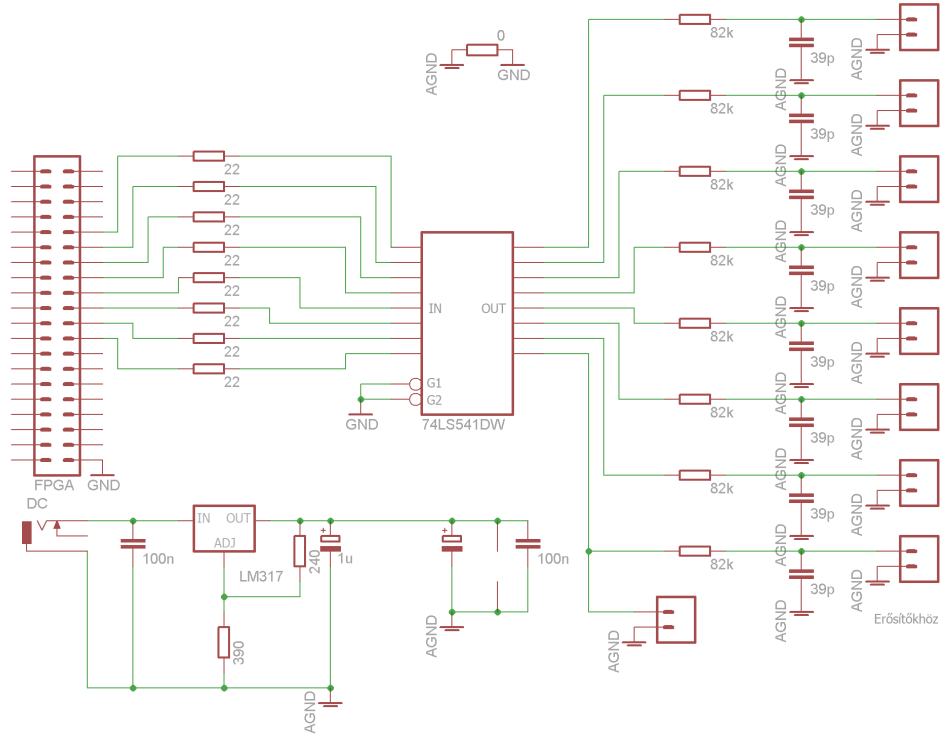 0
AGND
GND
82k
39p
AGND
AGND
82k
39p
AGND
AGND
82k
39p
AGND
AGND
82k
39p
AGND
AGND
82k
39p
AGND
AGND
82k
39p
AGND
AGND
82k
39p
AGND
AGND
82k
39p
AGND
AGND
22
22
22
22
22
22
22
22
IN
OUT
G1
G2
74LS541DW
GND
FPGA
GND
DC
IN
OUT
ADJ
100n
LM317
240
1u
390
AGND
100n
AGND
AGND
Erősítőkhöz